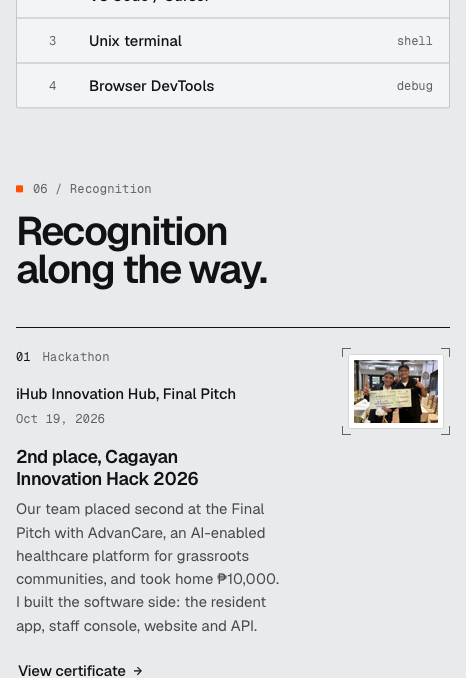 3 Unix terminal shell
4 Browser DevTools debug
06 / Recognition
Recognition
along the way.
01 Hackathon
iHub Innovation Hub, Final Pitch
Oct 19, 2026
2nd place, Cagayan
Innovation Hack 2026
Our team placed second at the Final
Pitch with AdvanCare, an AI-enabled
healthcare platform for grassroots
communities, and took home ₱10,000.
I built the software side: the resident
app, staff console, website and API.
View certificate →